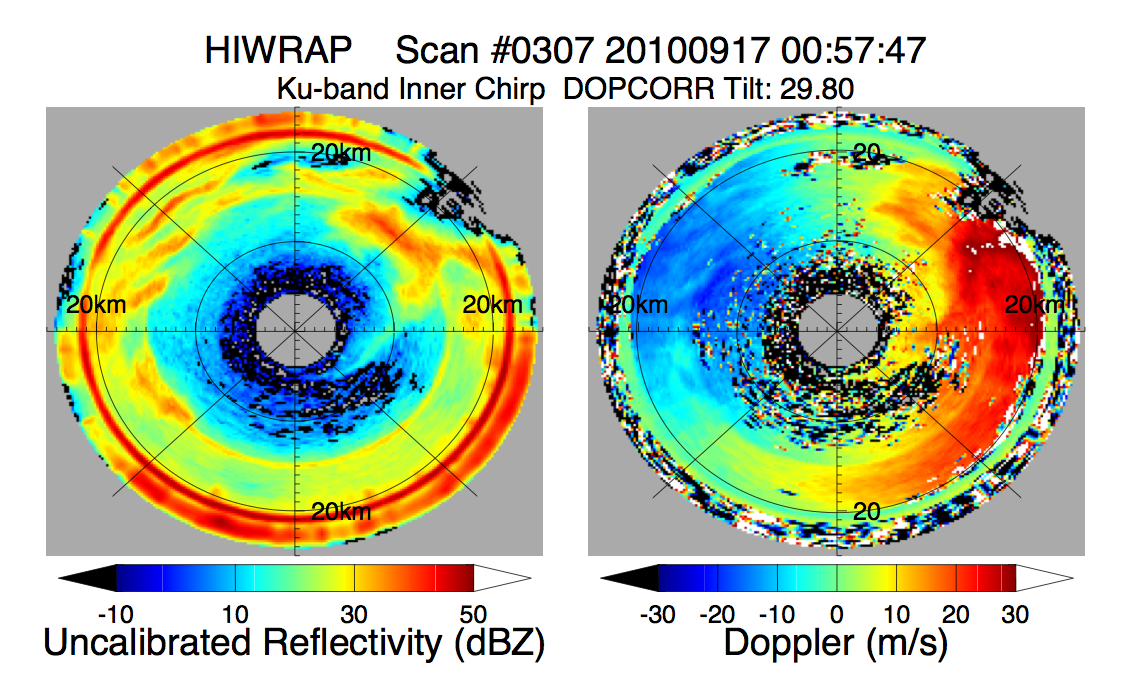 HIWRAP Scan #0307 20100917 00:57:47
Ku-band Inner Chirp DOPCORR Tilt: 29.80
20km 20
20km 20km 20km 20km
20km 20
-10 10 30 50 -30 -20 -10 0 10 20 30
Uncalibrated Reflectivity (dBZ) Doppler (m/s)